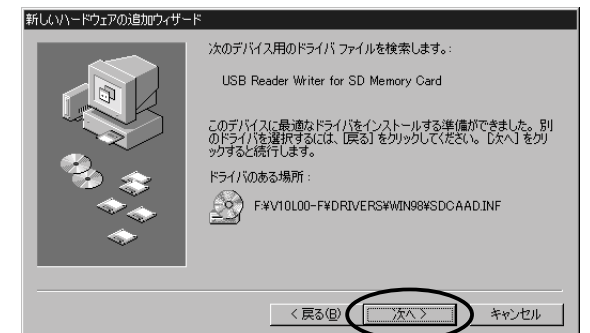 新しいハードウェアの追加ウィザード
次のデバイス用のドライバ ファイルを検索します。:
USB Reader Writer for SD Memory Card
このデバイスに最適なドライバをインストールする準備ができました。別
のドライバを選択するには、[戻る] をクリックしてください。[次へ] をクリ
ックすると続行します。
ドライバのある場所:
F:¥V10L00-F¥DRIVERS¥WIN98¥SDCAAD.INF
< 戻る(B)
次へ >
キャンセル